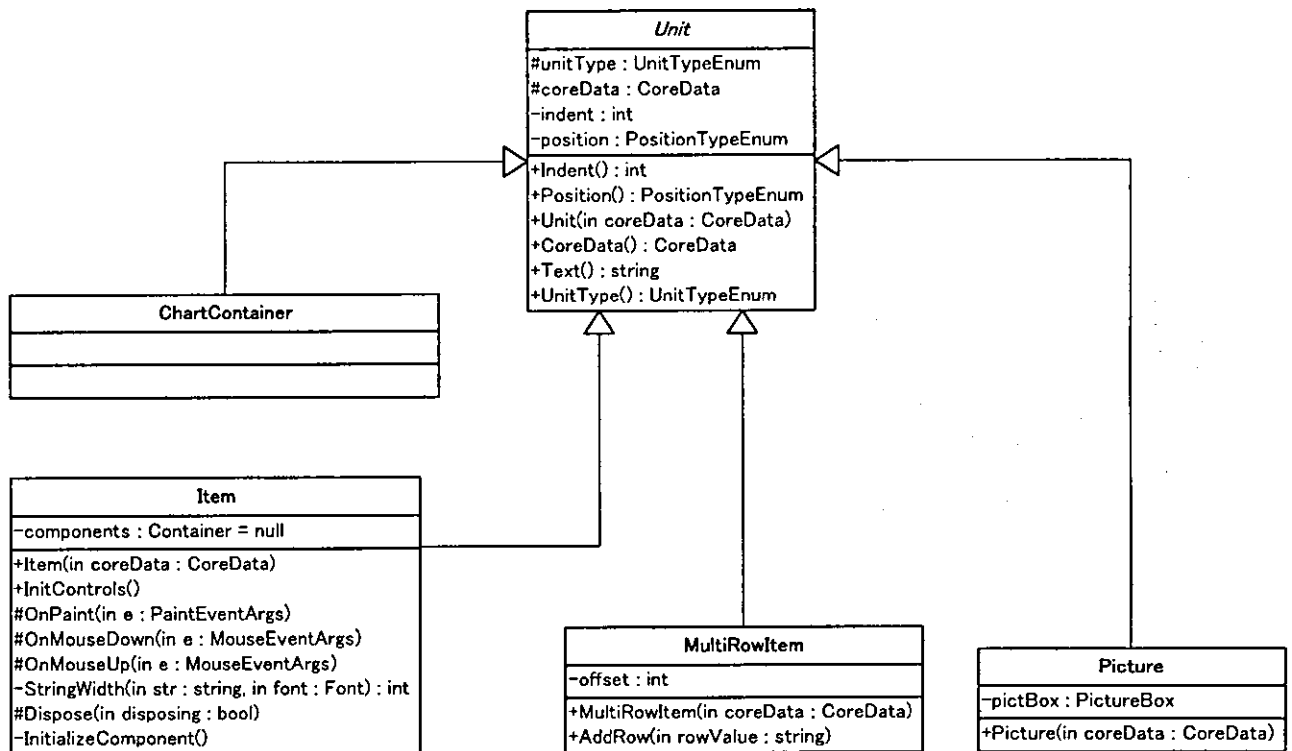 Unit
#unitType : UnitTypeEnum
#coreData : CoreData
-indent : int
-position : PositionTypeEnum
+Indent() : int
+Position() : PositionTypeEnum
+Unit(in coreData : CoreData)
+CoreData() : CoreData
+Text() : string
+UnitType() : UnitTypeEnum
ChartContainer
Item
-components : Container = null
+Item(in coreData : CoreData)
+InitControls()
#OnPaint(in e : PaintEventArgs)
#OnMouseDown(in e : MouseEventArgs)
#OnMouseUp(in e : MouseEventArgs)
-StringWidth(in str : string, in font : Font) : int
#Dispose(in disposing : bool)
-InitializeComponent()
MultiRowItem
-offset : int
+MultiRowItem(in coreData : CoreData)
+AddRow(in rowValue : string)
Picture
-pictBox : PictureBox
+Picture(in coreData : CoreData)